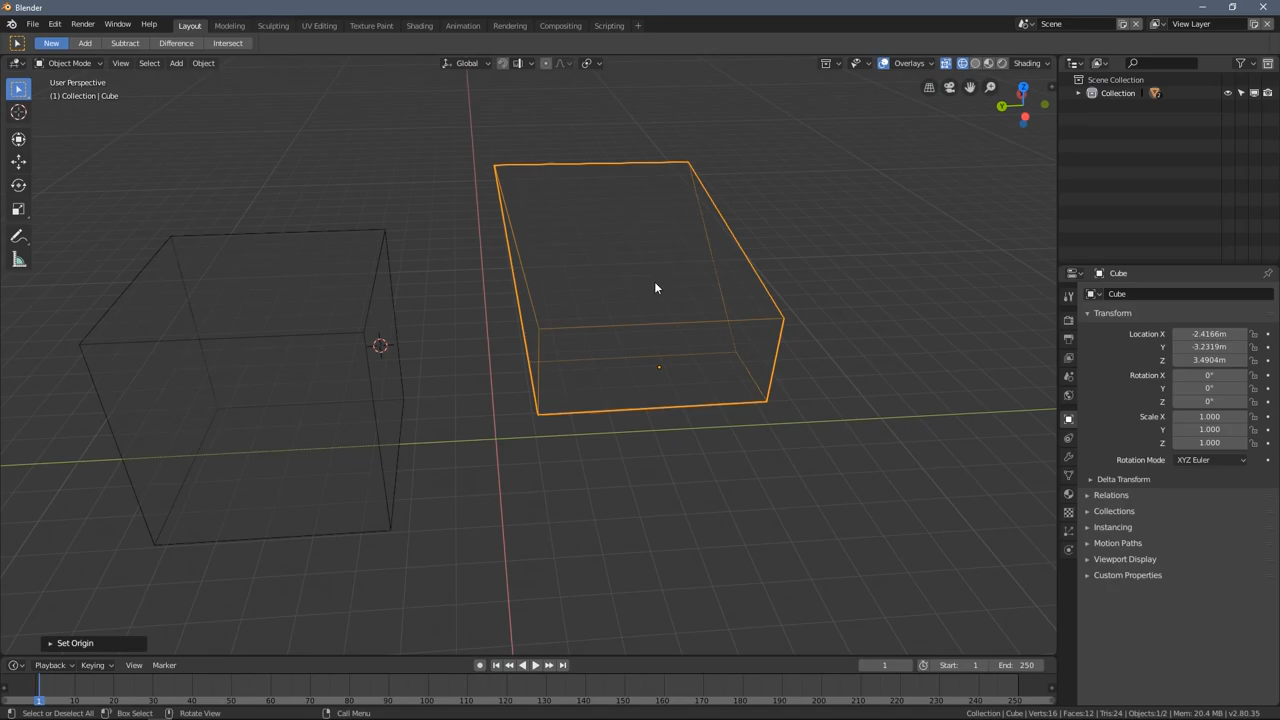 Blender
File Edit Render Window Help Layout Modeling Sculpting UV Editing Texture Paint Shading Animation Rendering Compositing Scripting + Scene View Layer
New Add Subtract Difference Intersect
Object Mode View Select Add Object Global Overlays Shading
User Perspective
(1) Collection | Cube
Y
Z
Scene Collection
Collection
Cube
Cube
Transform
Location X -2.4166m
Y -3.2319m
Z 3.4904m
Rotation X 0°
Y 0°
Z 0°
Scale X 1.000
Y 1.000
Z 1.000
Rotation Mode XYZ Euler
Delta Transform
Relations
Collections
Instancing
Motion Paths
Viewport Display
Custom Properties
Set Origin
Playback Keying View Marker 1 Start: 1 End: 250
1 10 20 30 40 50 60 70 80 90 100 110 120 130 140 150 160 170 180 190 200 210 220 230 240 250
Select or Deselect All Box Select Rotate View Call Menu Collection | Cube | Verts:16 | Faces:12 | Tris:24 | Objects:1/2 | Mem: 20.4 MB | v2.80.35